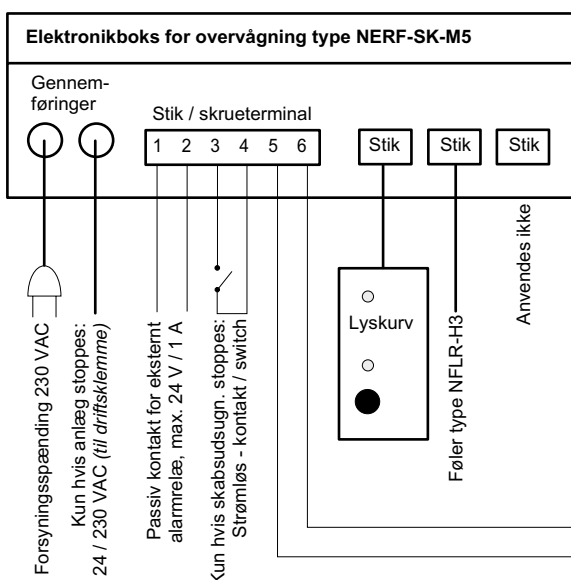 Elektronikboks for overvågning type NERF-SK-M5
Gennem-
føringer
Stik / skrueterminal
1 2 3 4 5 6
Stik
Stik
Stik
Lyskurv
Forsyningsspænding 230 VAC
Kun hvis anlæg stoppes:
24 / 230 VAC (til driftsklemme)
Passiv kontakt for eksternt
alarmrelæ, max. 24 V / 1 A
Kun hvis skabsudsugn. stoppes:
Strømløs - kontakt / switch
Føler type NFLR-H3
Anvendes ikke